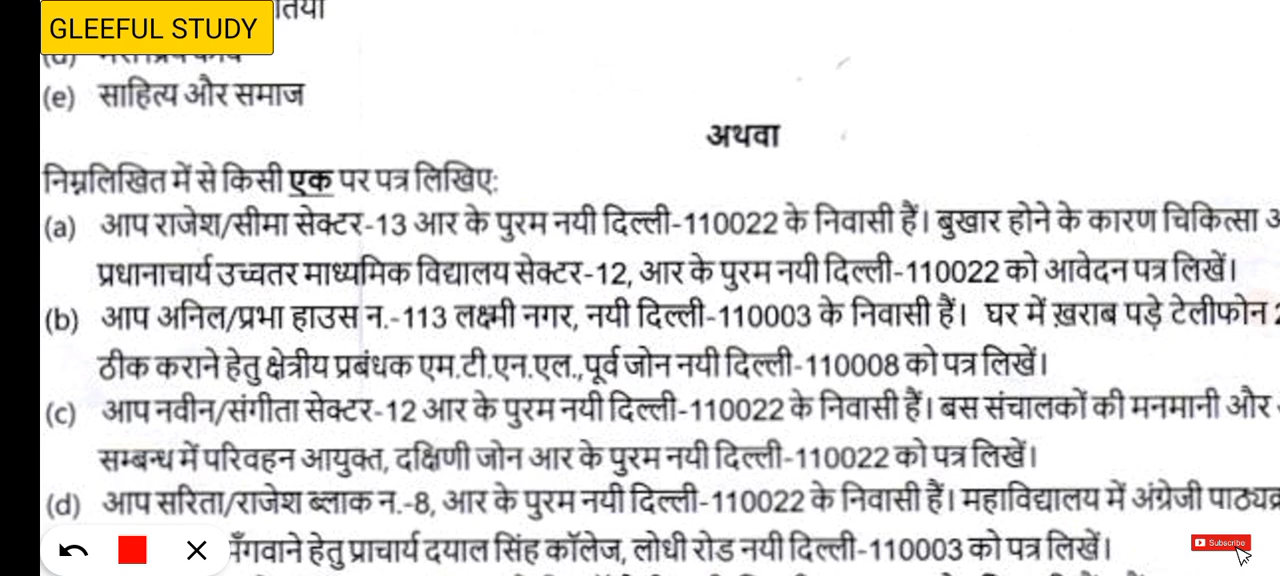 तियाँ
GLEEFUL STUDY
(e) साहित्य और समाज
अथवा
निम्नलिखित में से किसी एक पर पत्र लिखिए:
(a) आप राजेश/सीमा सेक्टर-13 आर के पुरम नयी दिल्ली-110022 के निवासी हैं। बुखार होने के कारण चिकित्सा
प्रधानाचार्य उच्चतर माध्यमिक विद्यालय सेक्टर-12, आर के पुरम नयी दिल्ली-110022 को आवेदन पत्र लिखें।
(b) आप अनिल/प्रभा हाउस न.-113 लक्ष्मी नगर, नयी दिल्ली-110003 के निवासी हैं। घर में ख़राब पड़े टेलीफोन
ठीक कराने हेतु क्षेत्रीय प्रबंधक एम.टी.एन.एल.,पूर्व जोन नयी दिल्ली-110008 को पत्र लिखें।
(c) आप नवीन/संगीता सेक्टर-12 आर के पुरम नयी दिल्ली-110022 के निवासी हैं। बस संचालकों की मनमानी और
सम्बन्ध में परिवहन आयुक्त, दक्षिणी जोन आर के पुरम नयी दिल्ली-110022 को पत्र लिखें।
(d) आप सरिता/राजेश ब्लाक न.-8, आर के पुरम नयी दिल्ली-110022 के निवासी हैं। महाविद्यालय में अंग्रेजी
मँगवाने हेतु प्राचार्य दयाल सिंह कॉलेज, लोधी रोड नयी दिल्ली-110003 को पत्र लिखें।
Subscribe